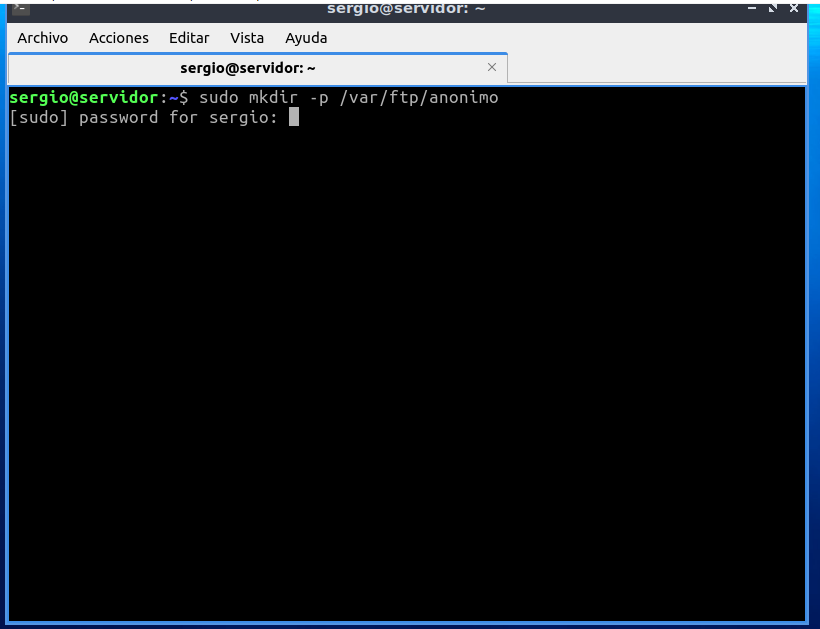 sergio@servidor: ~
Archivo Acciones Editar Vista Ayuda
sergio@servidor: ~
sergio@servidor:~$ sudo mkdir -p /var/ftp/anonimo
[sudo] password for sergio: